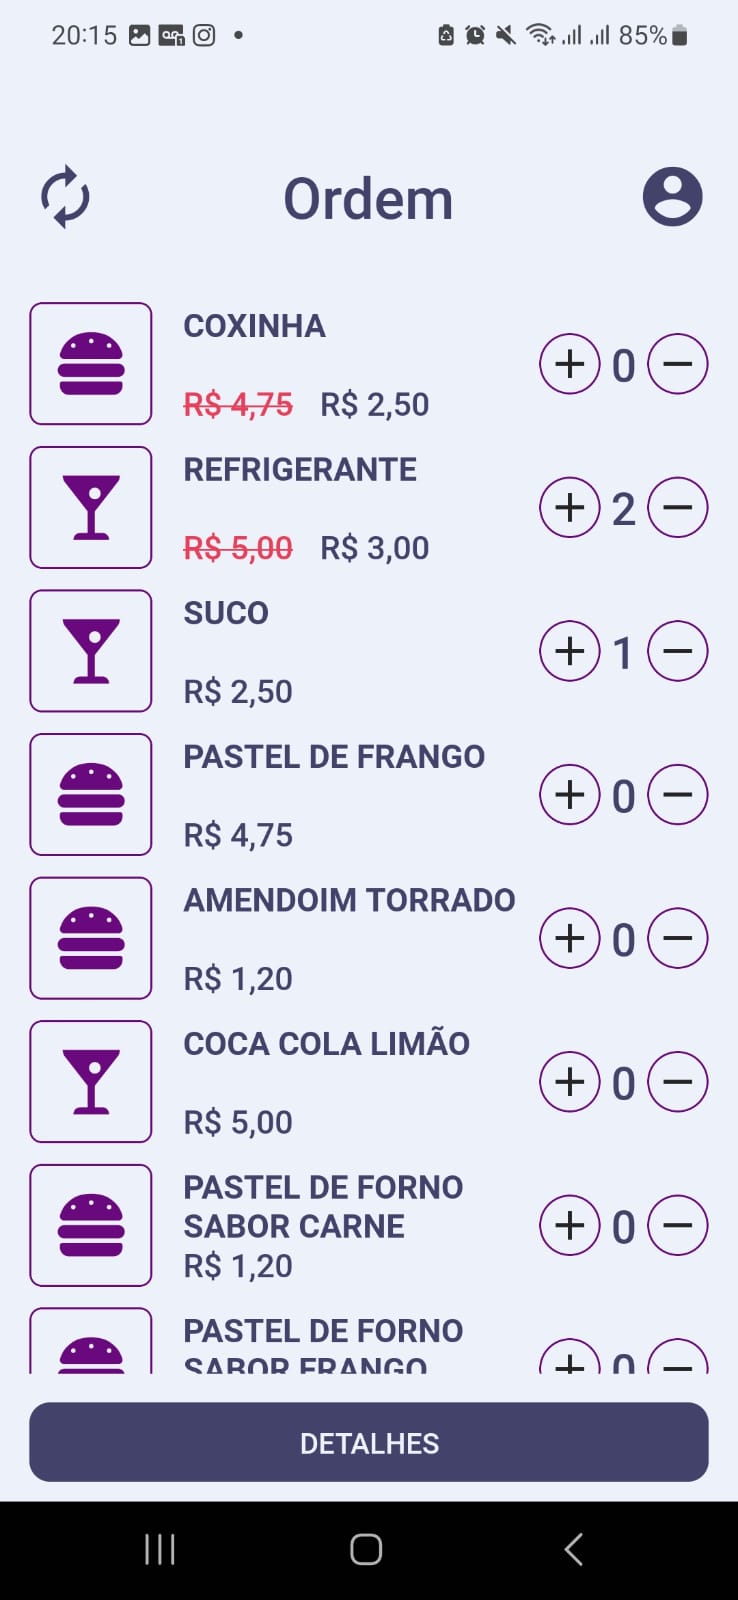 20:15 85%
Ordem
COXINHA
R$ 4,75 R$ 2,50
0
REFRIGERANTE
R$ 5,00 R$ 3,00
2
SUCO
R$ 2,50
1
PASTEL DE FRANGO
R$ 4,75
0
AMENDOIM TORRADO
R$ 1,20
0
COCA COLA LIMÃO
R$ 5,00
0
PASTEL DE FORNO
SABOR CARNE
R$ 1,20
0
PASTEL DE FORNO
SABOR FRANGO
0
DETALHES